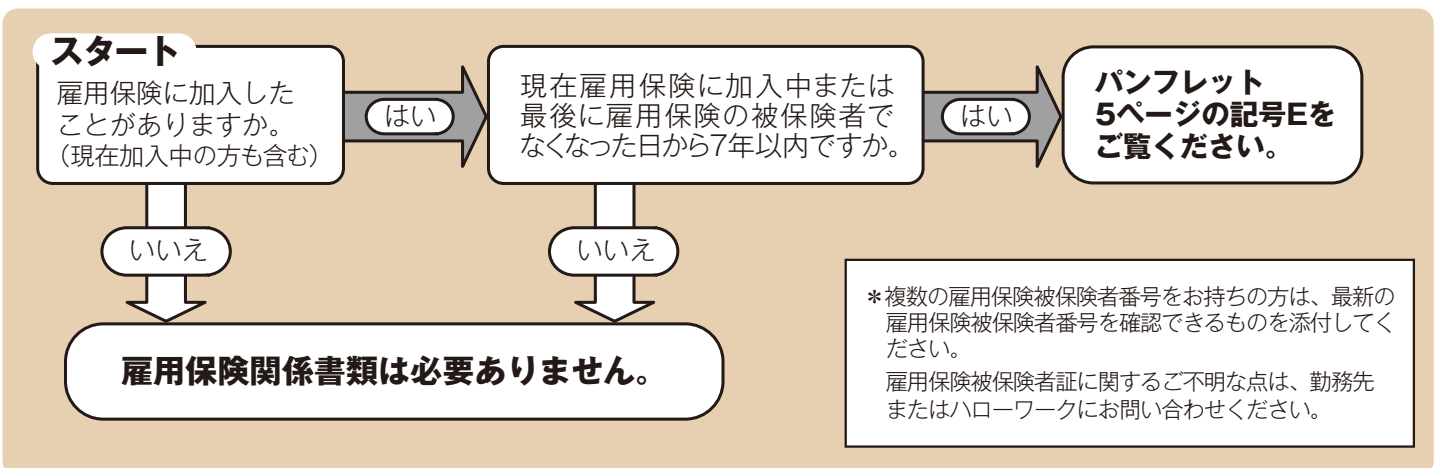 スタート
雇用保険に加入した
ことがありますか。
（現在加入中の方も含む）
はい
現在雇用保険に加入中または
最後に雇用保険の被保険者で
なくなった日から7年以内ですか。
はい
パンフレット
5ページの記号Eを
ご覧ください。
いいえ
いいえ
雇用保険関係書類は必要ありません。
＊複数の雇用保険被保険者番号をお持ちの方は、最新の
雇用保険被保険者番号を確認できるものを添付してく
ださい。
雇用保険被保険者証に関するご不明な点は、勤務先
またはハローワークにお問い合わせください。